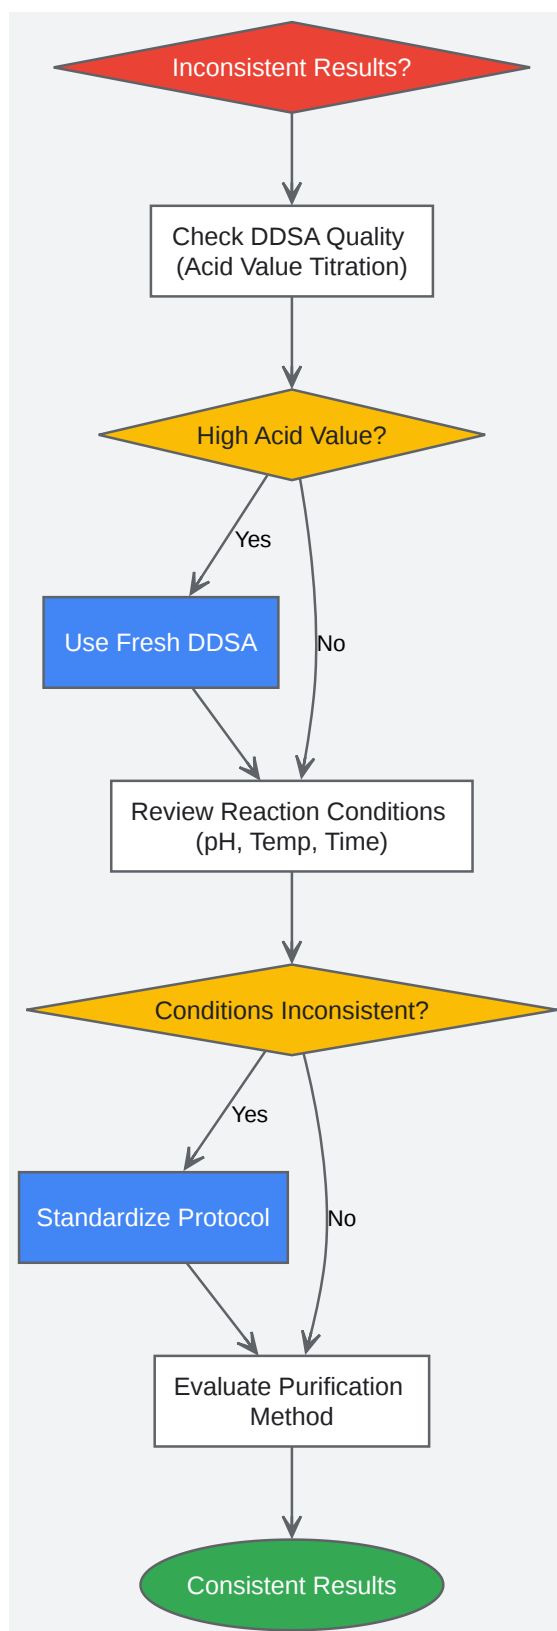 Inconsistent Results?
Check DDSA Quality
(Acid Value Titration)
High Acid Value?
Yes
Use Fresh DDSA
No
Review Reaction Conditions
(pH, Temp, Time)
Conditions Inconsistent?
Yes
Standardize Protocol
No
Evaluate Purification
Method
Consistent Results